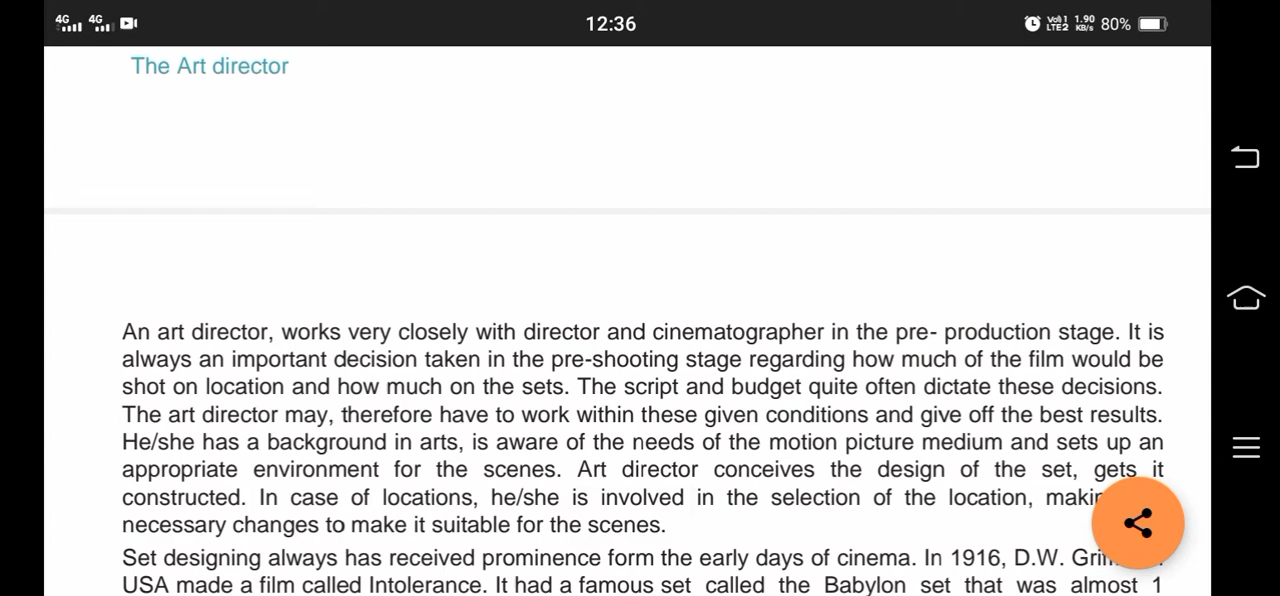 4G 4G 12:36 Voll1 LTE2 1.90 KB/s 80%
The Art director
An art director, works very closely with director and cinematographer in the pre- production stage. It is
always an important decision taken in the pre-shooting stage regarding how much of the film would be
shot on location and how much on the sets. The script and budget quite often dictate these decisions.
The art director may, therefore have to work within these given conditions and give off the best results.
He/she has a background in arts, is aware of the needs of the motion picture medium and sets up an
appropriate environment for the scenes. Art director conceives the design of the set, gets it
constructed. In case of locations, he/she is involved in the selection of the location,
necessary changes to make it suitable for the scenes.
Set designing always has received prominence form the early days of cinema. In 1916, D.W.
USA made a film called Intolerance. It had a famous set called the Babylon set that was almost 1